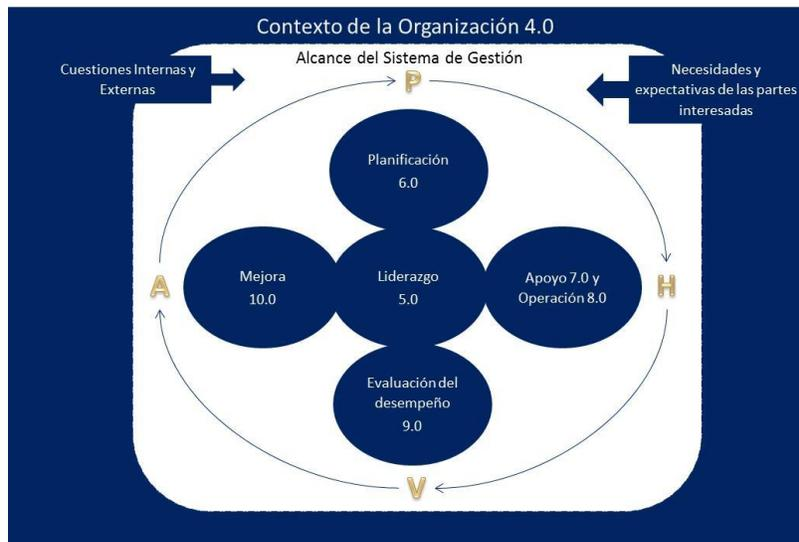 Contexto de la Organización 4.0
Alcance del Sistema de Gestión
Cuestiones Internas y
Externas
Necesidades y
expectativas de las partes
interesadas
P
Planificación
6.0
A
Mejora
10.0
Liderazgo
5.0
Apoyo 7.0 y
Operación 8.0
H
Evaluación del
desempeño
9.0
V